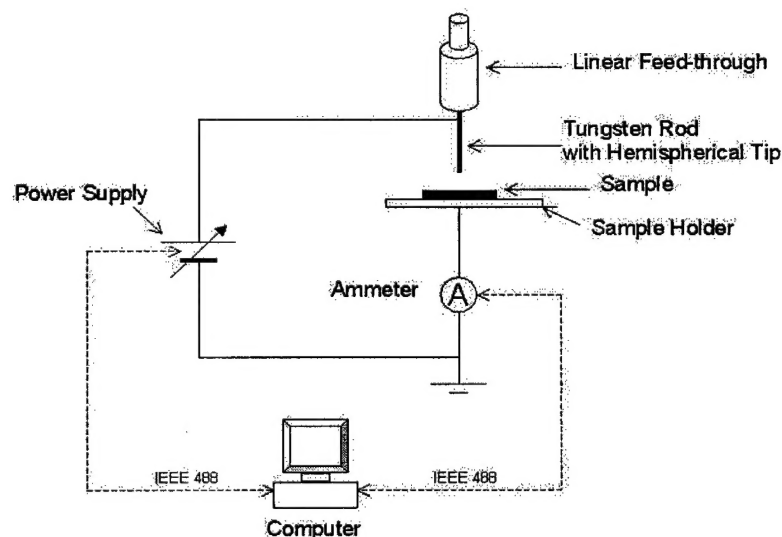 Linear Feed-through
Tungsten Rod
with Hemispherical Tip
Sample
Power Supply
Sample Holder
Ammeter
A
IEEE 488
IEEE 488
Computer